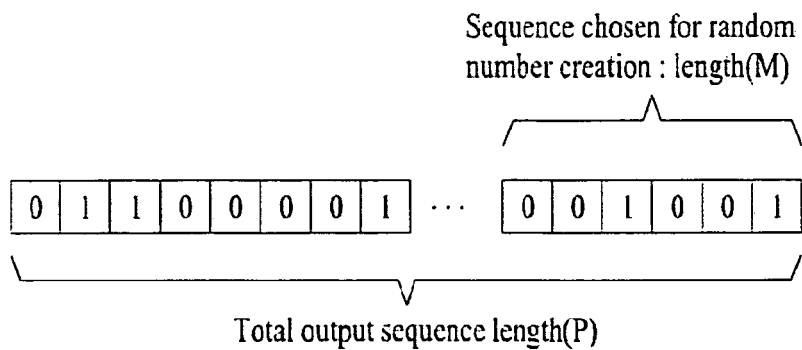 Sequence chosen for random
number creation : length(M)
0 1 1 0 0 0 0 1 ... 0 0 1 0 0 1
Total output sequence length(P)